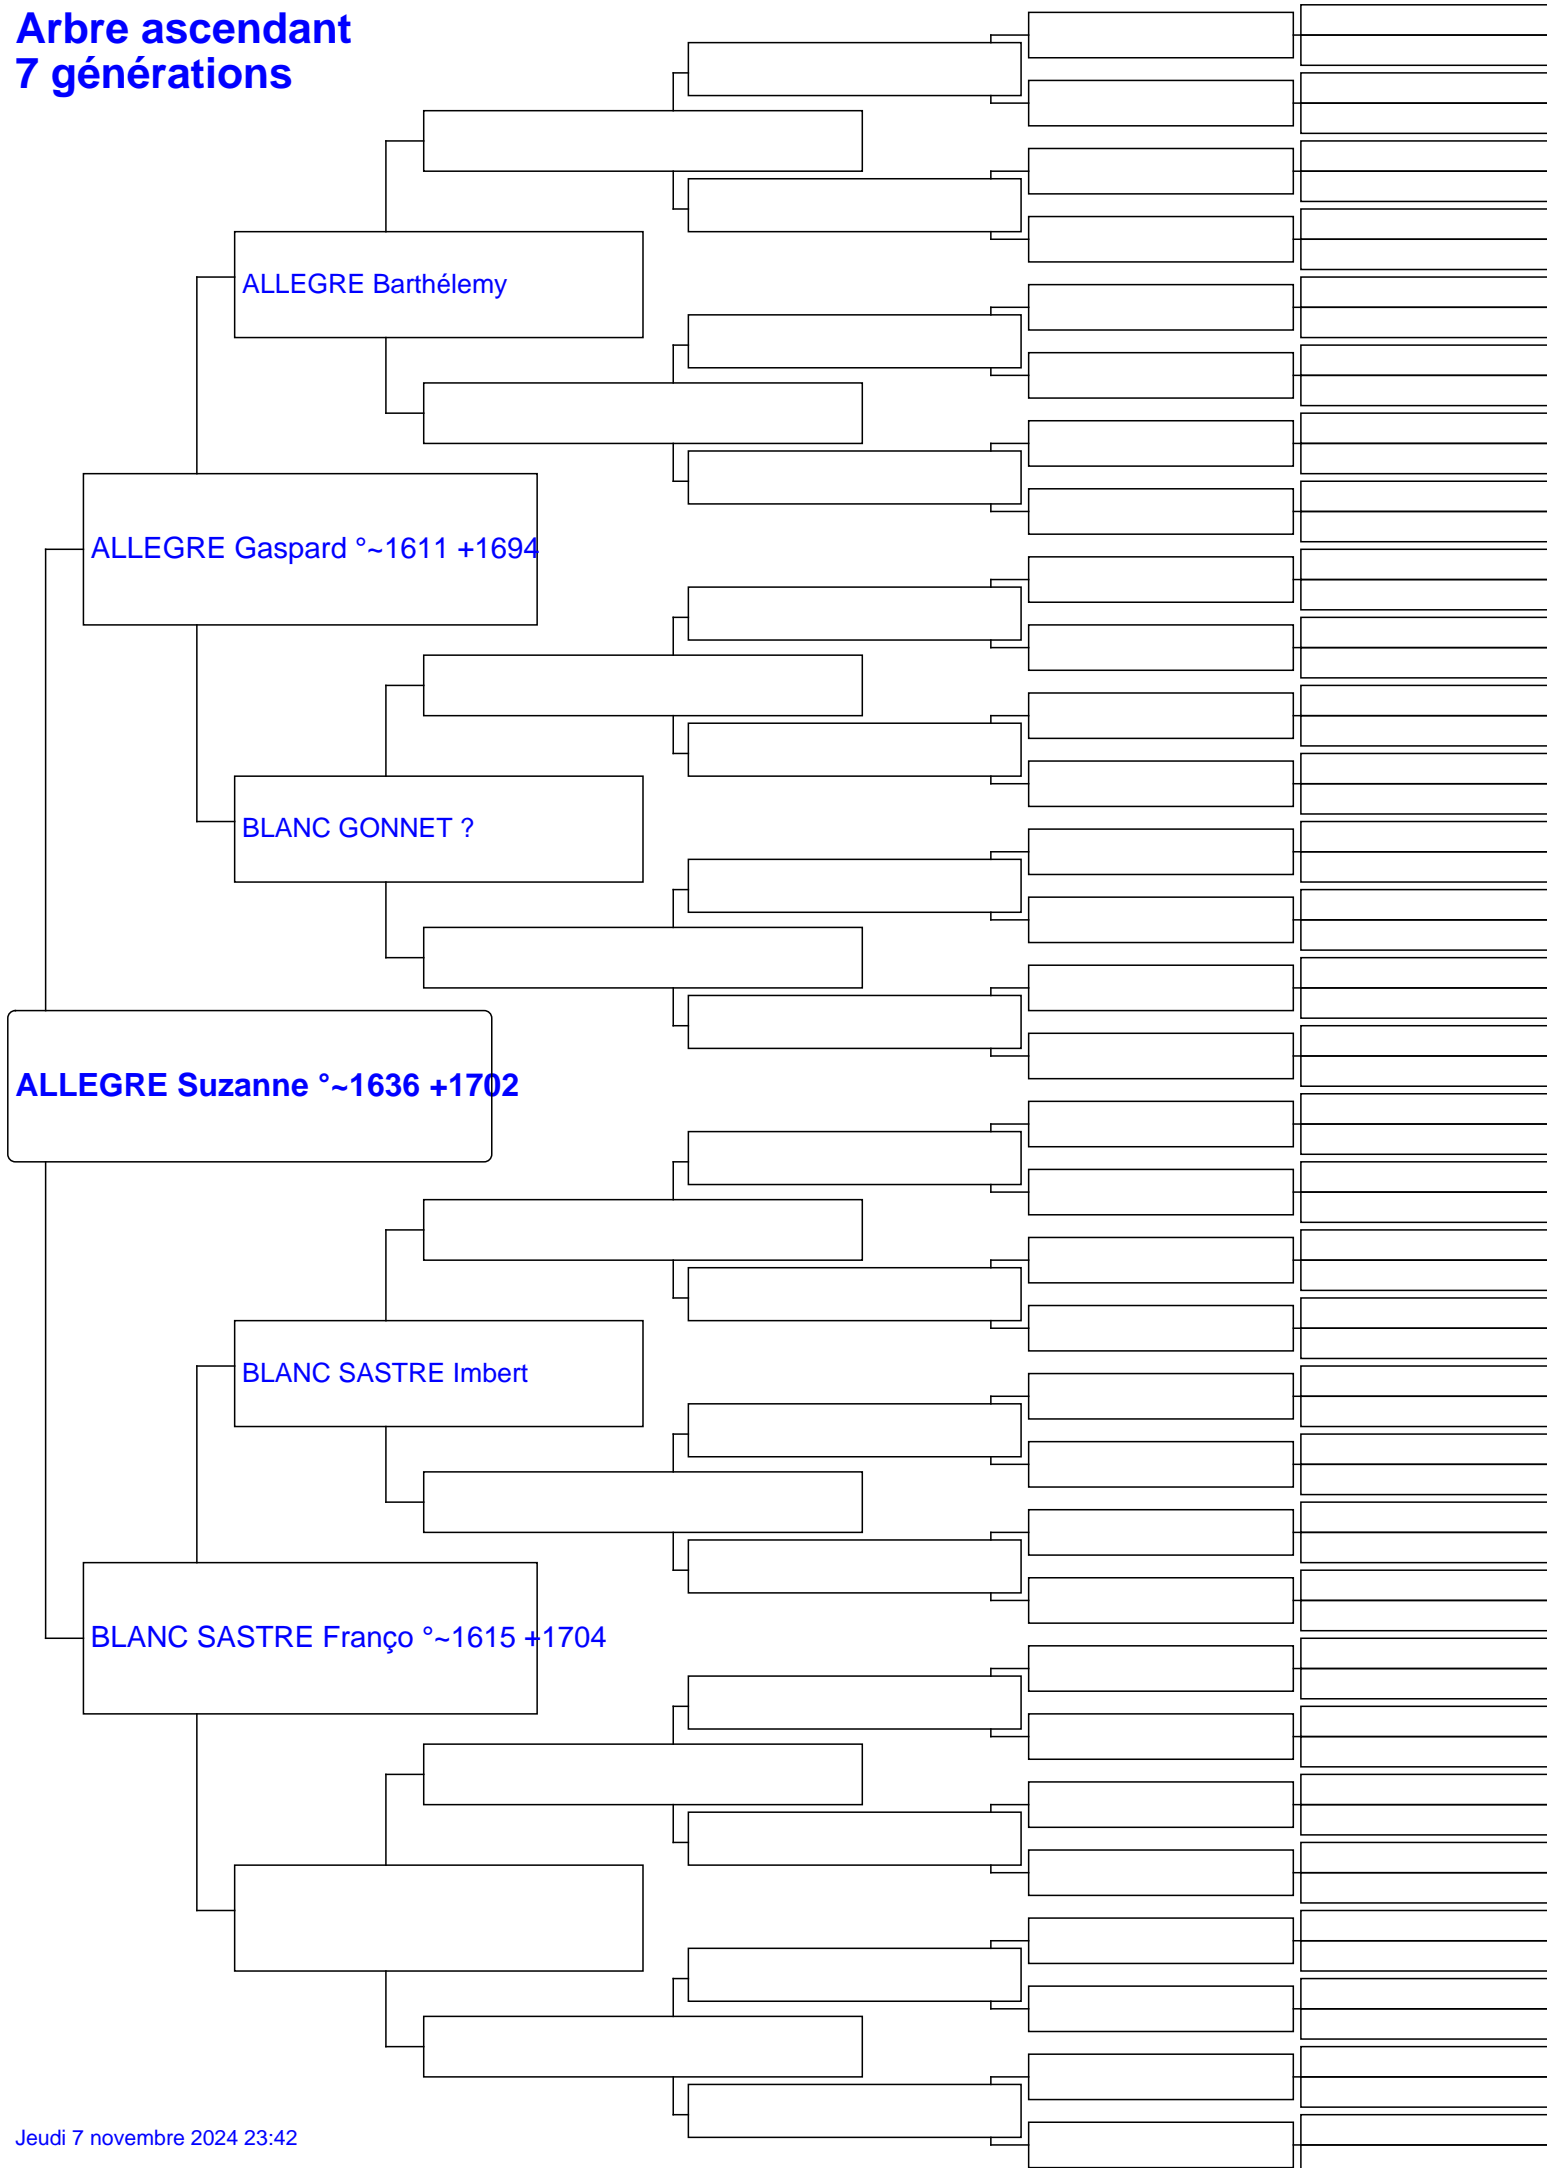 Arbre ascendant
7 générations
ALLEGRE Barthélemy
ALLEGRE Gaspard °~1611 +1694
BLANC GONNET ?
ALLEGRE Suzanne °~1636 +1702
BLANC SASTRE Imbert
BLANC SASTRE Franço °~1615 +1704
Jeudi 7 novembre 2024 23:42